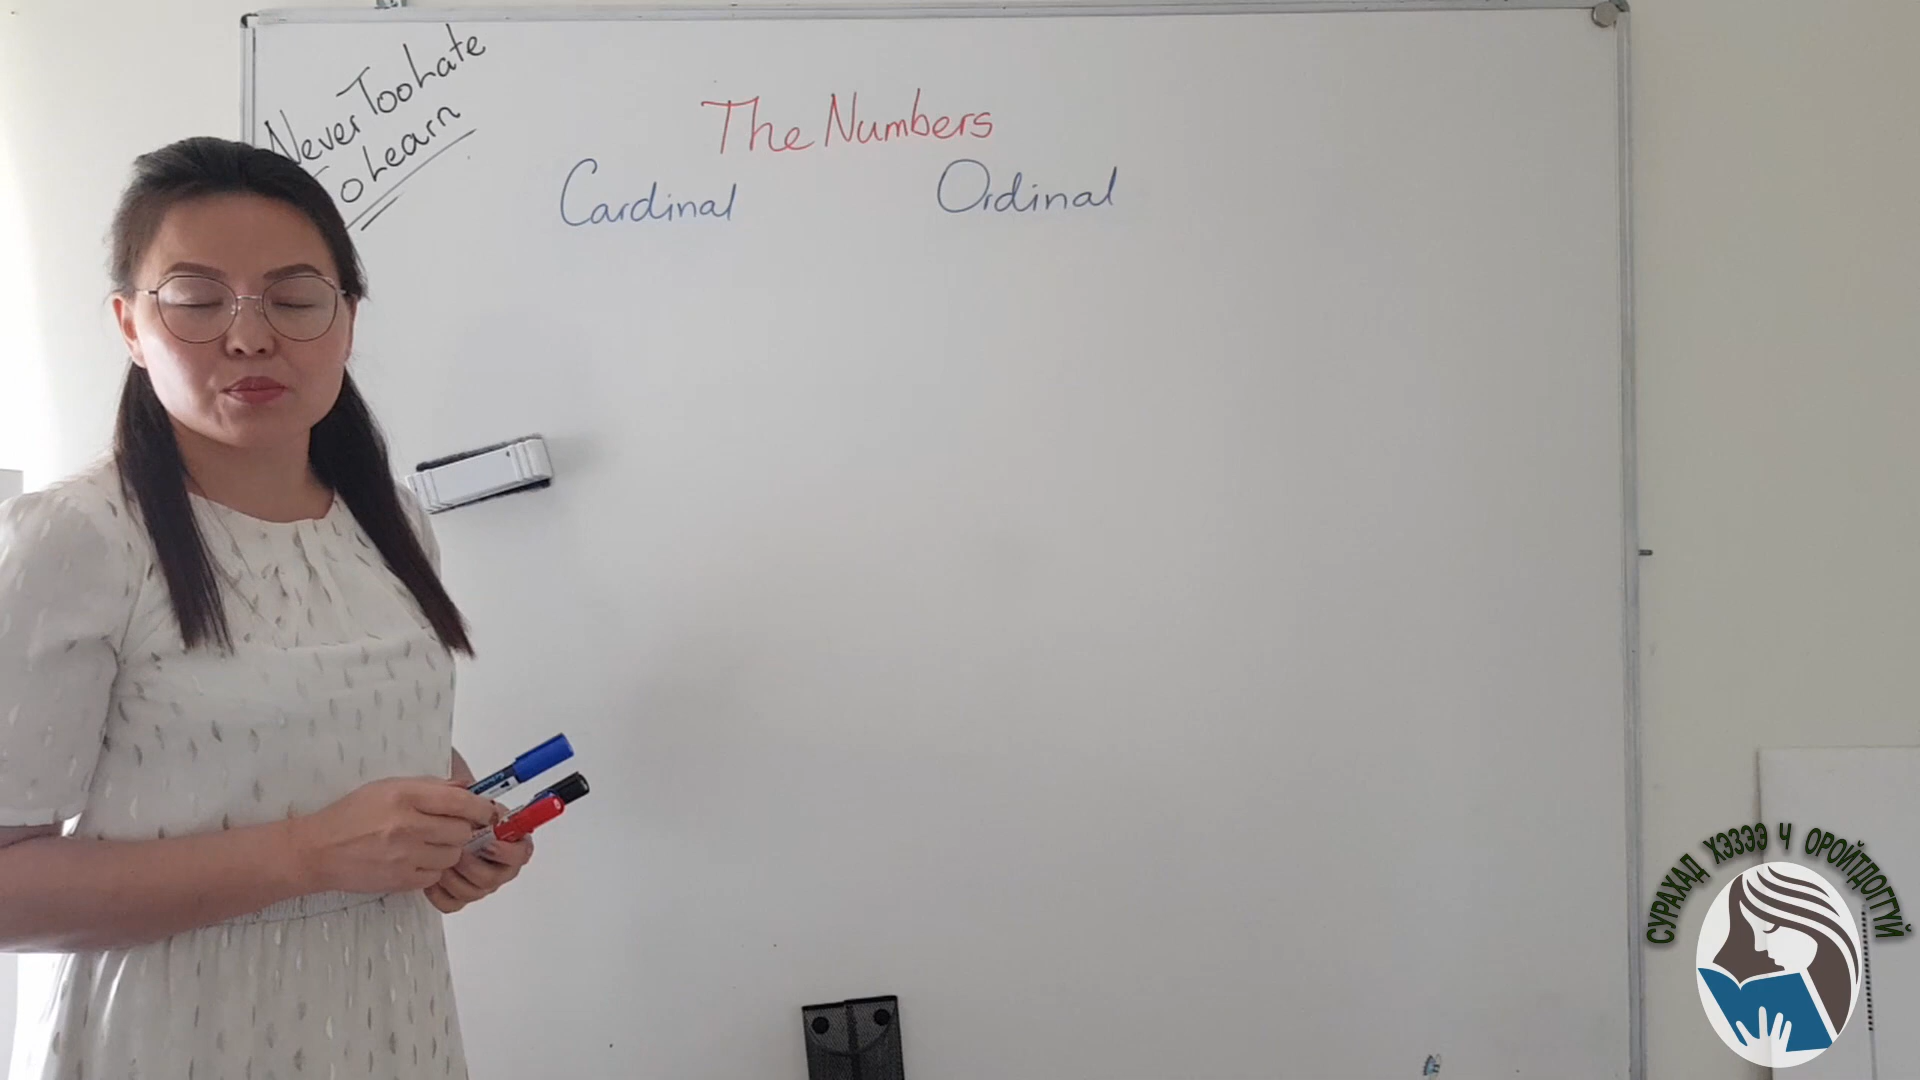 Never Too Late
To Learn
The Numbers
Cardinal Ordinal
СУРАХАД ХЭЗЭЭ Ч ОРОЙТДОГГҮЙ